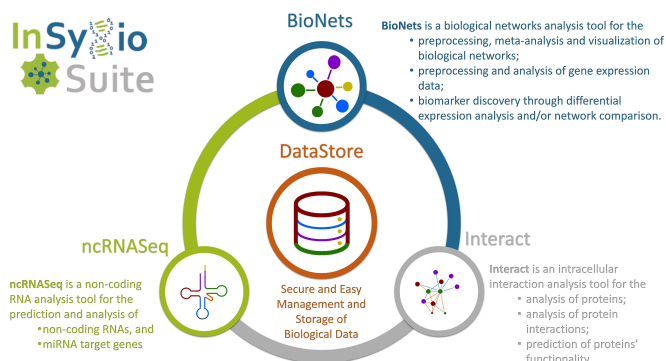 InSyBio
Suite
BioNets
BioNets is a biological networks analysis tool for the
• preprocessing, meta-analysis and visualization of
biological networks;
• preprocessing and analysis of gene expression
data;
• biomarker discovery through differential
expression analysis and/or network comparison.
DataStore
Secure and Easy
Management and
Storage of
Biological Data
ncRNASeq
ncRNASeq is a non-coding
RNA analysis tool for the
prediction and analysis of
•non-coding RNAs, and
•miRNA target genes
Interact
Interact is an intracellular
interaction analysis tool for the
• analysis of proteins;
• analysis of protein
interactions;
• prediction of proteins'
functionality